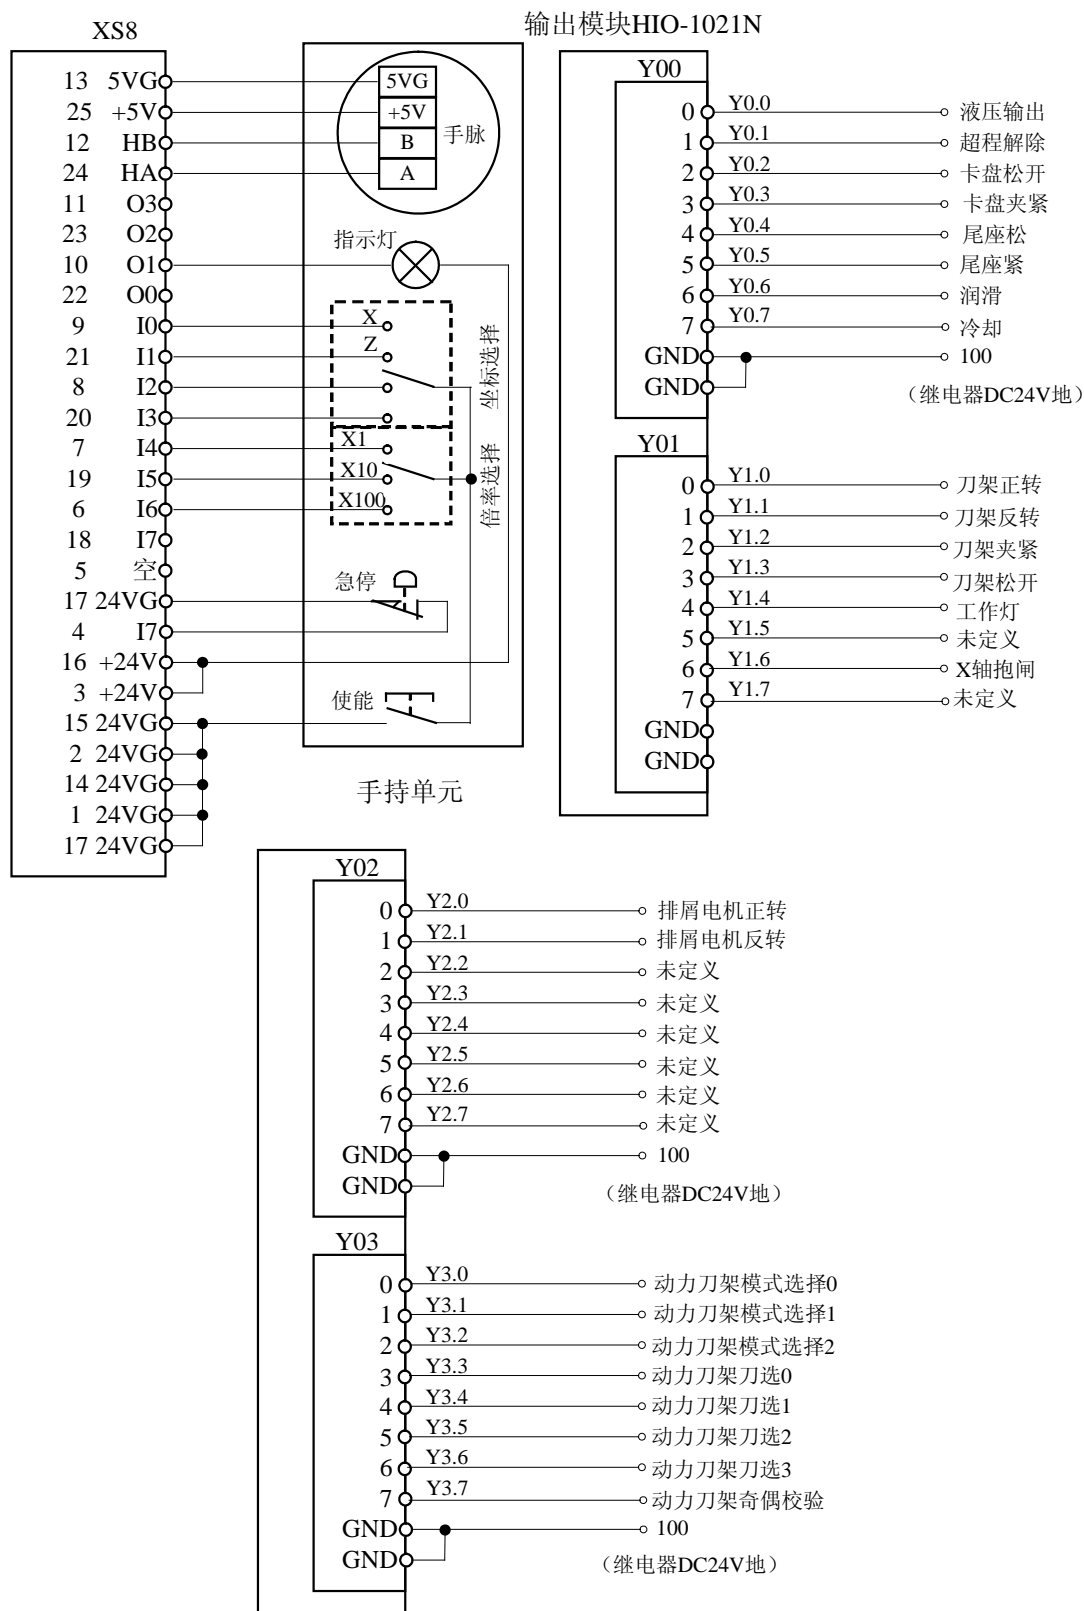 输出模块HIO-1021N
XS8
13 5VG
25 +5V
12 HB
24 HA
11 O3
23 O2
10 O1
22 O0
9 I0
21 I1
8 I2
20 I3
7 I4
19 I5
6 I6
18 I7
5 空
17 24VG
4 I7
16 +24V
3 +24V
15 24VG
2 24VG
14 24VG
1 24VG
17 24VG
5VG
+5V
B
A
手脉
指示灯
X
Z
坐标选择
X1
X10
X100
倍率选择
急停
使能
手持单元
Y00
0 Y0.0 液压输出
1 Y0.1 超程解除
2 Y0.2 卡盘松开
3 Y0.3 卡盘夹紧
4 Y0.4 尾座松
5 Y0.5 尾座紧
6 Y0.6 润滑
7 Y0.7 冷却
GND 100
GND
（继电器DC24V地）
Y01
0 Y1.0 刀架正转
1 Y1.1 刀架反转
2 Y1.2 刀架夹紧
3 Y1.3 刀架松开
4 Y1.4 工作灯
5 Y1.5 未定义
6 Y1.6 X轴抱闸
7 Y1.7 未定义
GND
GND
Y02
0 Y2.0 排屑电机正转
1 Y2.1 排屑电机反转
2 Y2.2 未定义
3 Y2.3 未定义
4 Y2.4 未定义
5 Y2.5 未定义
6 Y2.6 未定义
7 Y2.7 未定义
GND 100
GND
（继电器DC24V地）
Y03
0 Y3.0 动力刀架模式选择0
1 Y3.1 动力刀架模式选择1
2 Y3.2 动力刀架模式选择2
3 Y3.3 动力刀架刀选0
4 Y3.4 动力刀架刀选1
5 Y3.5 动力刀架刀选2
6 Y3.6 动力刀架刀选3
7 Y3.7 动力刀架奇偶校验
GND 100
GND
（继电器DC24V地）